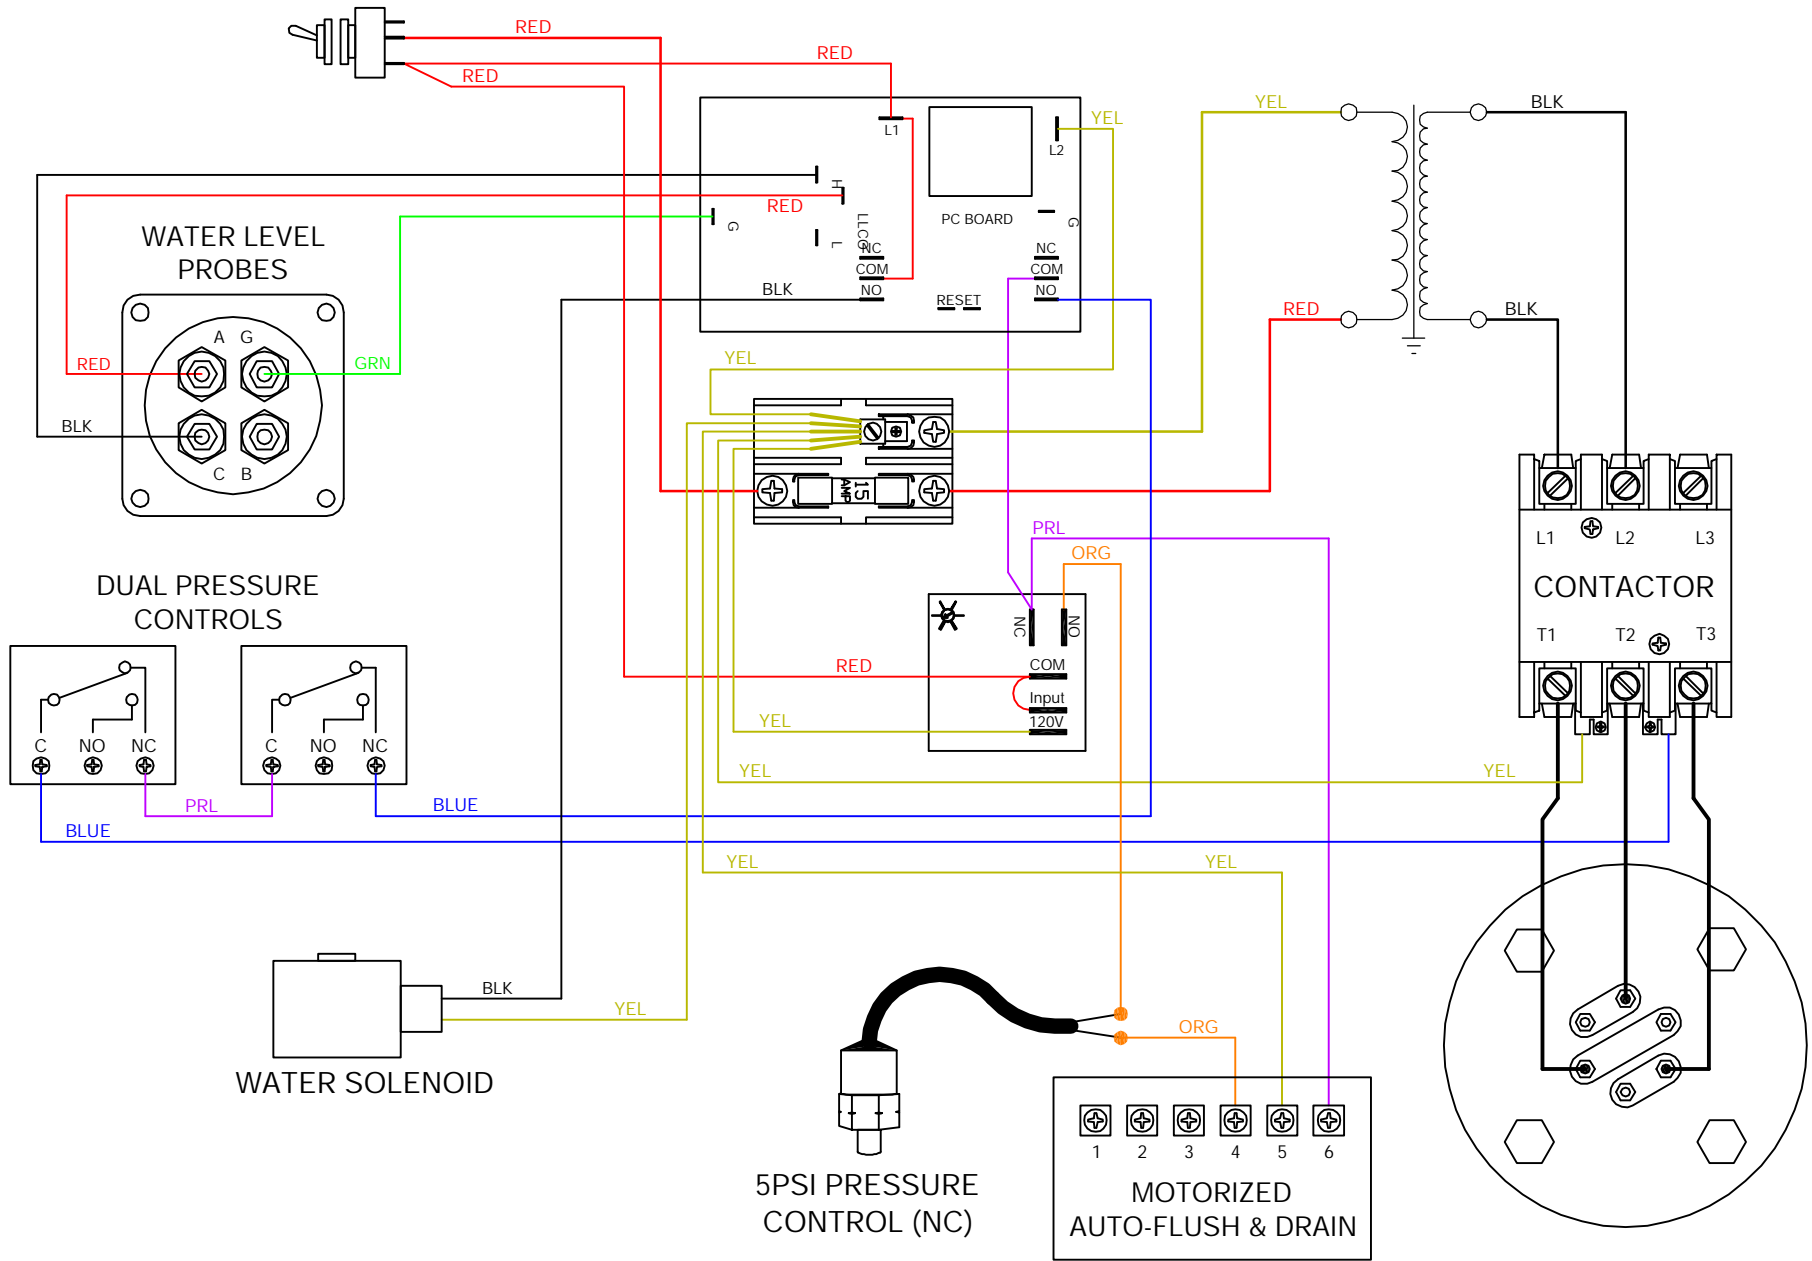 RED
RED
RED
YEL
BLK
YEL
L1
L2
H
RED
PC BOARD
G
LLCO
G
L
NC
COM
NO
NC
COM
NO
RESET
BLK
RED
BLK
WATER LEVEL
PROBES
A G
RED
GRN
BLK
C B
YEL
15
AMP
PRL
ORG
L1 L2 L3
CONTACTOR
T1 T2 T3
DUAL PRESSURE
CONTROLS
NC
NO
RED
COM
Input
120V
YEL
C NO NC
C NO NC
YEL
YEL
PRL
BLUE
BLUE
YEL
YEL
BLK
YEL
WATER SOLENOID
ORG
1 2 3 4 5 6
5PSI PRESSURE
CONTROL (NC)
MOTORIZED
AUTO-FLUSH & DRAIN